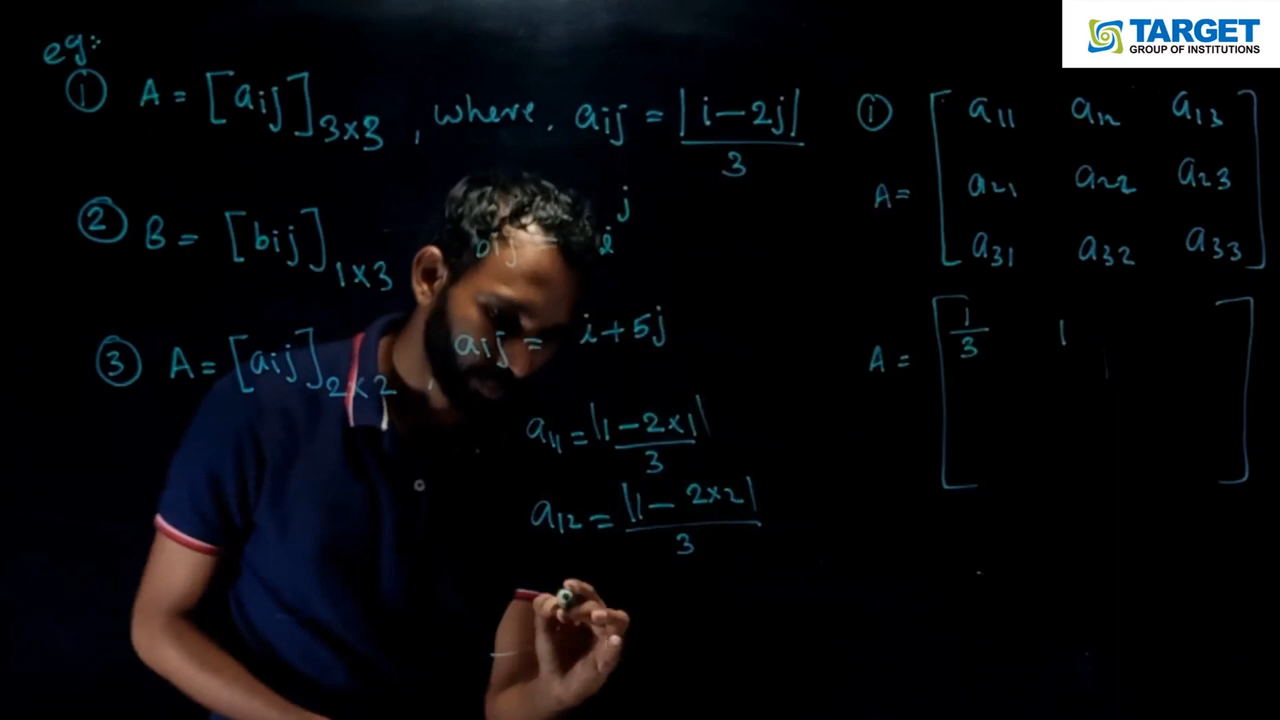 TARGET
GROUP OF INSTITUTIONS
eg:
① A = [aij]3×3 , where, aij = |i-2j| / 3
② B = [bij]1×3 bij = i^j
③ A = [aij]2×2 , aij = i+5j
a11 = |1-2×1| / 3
a12 = |1-2×2| / 3
①
A = [ a11 a12 a13
a21 a22 a23
a31 a32 a33 ]
A = [ 1/3 1 ]